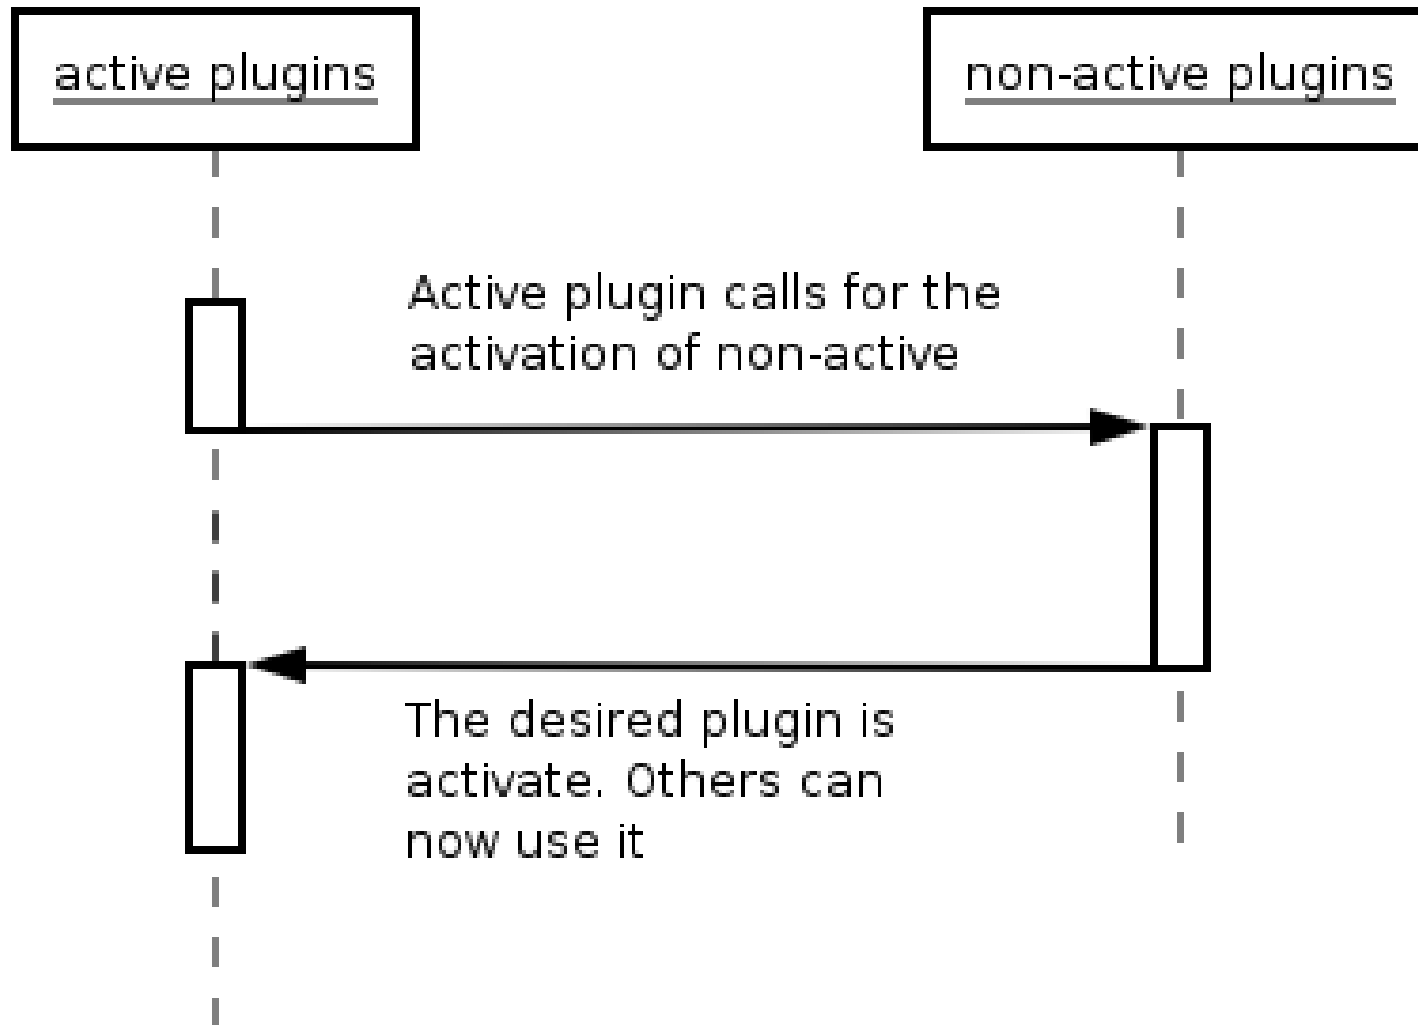 active plugins
non-active plugins
Active plugin calls for the
activation of non-active
The desired plugin is
activate. Others can
now use it